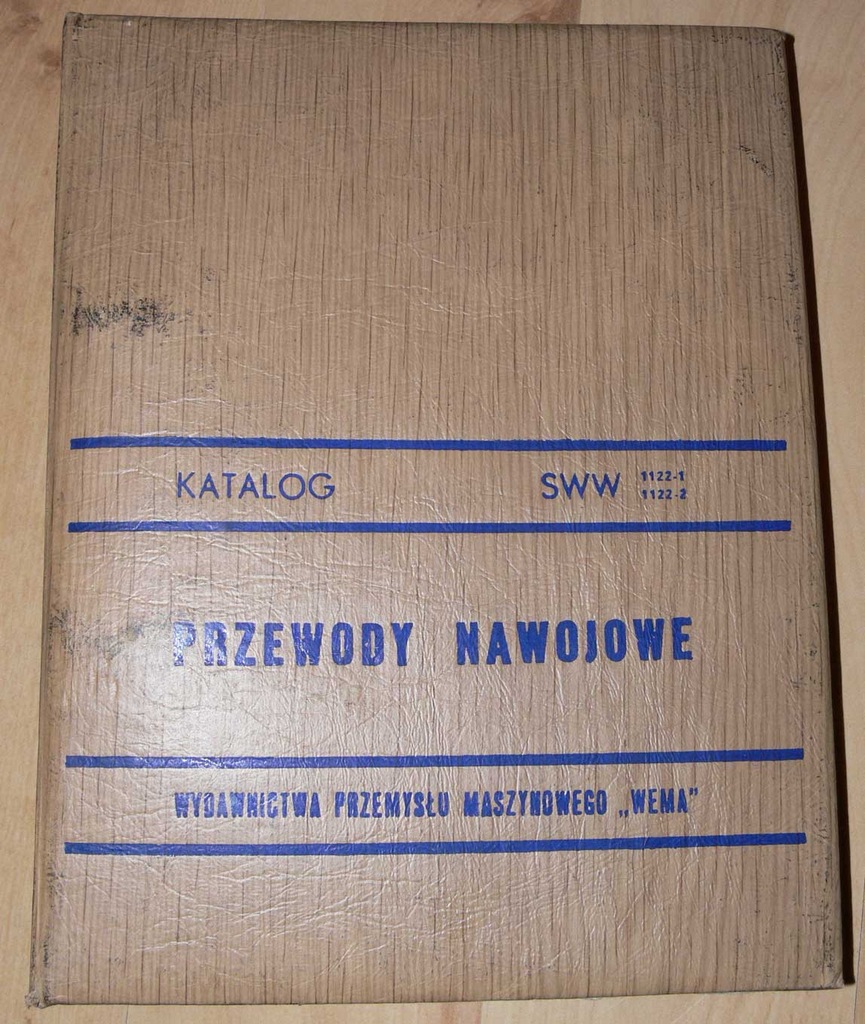 KATALOG SWW 1122-1
1122-2
PRZEWODY NAWOJOWE
WYDAWNICTWA PRZEMYSŁU MASZYNOWEGO „WEMA”